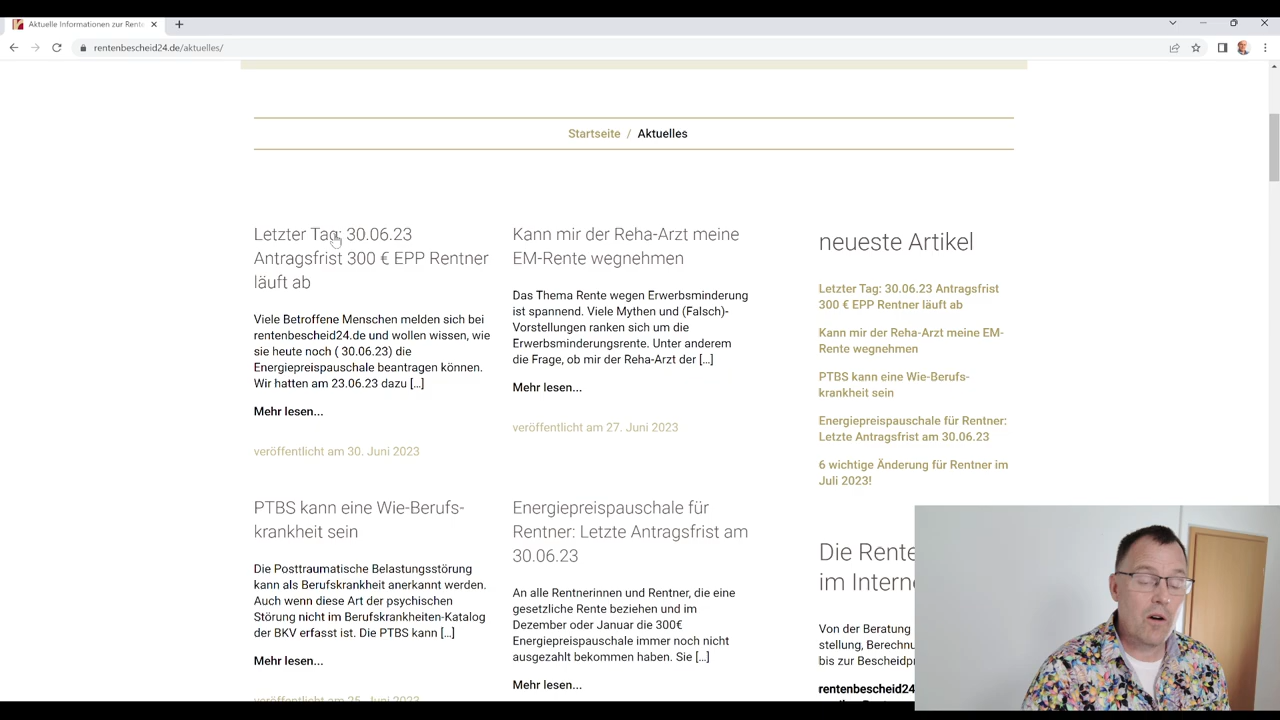 Aktuelle Informationen zur Rente
rentenbescheid24.de/aktuelles/
Startseite / Aktuelles
Letzter Tag: 30.06.23
Antragsfrist 300 € EPP Rentner
läuft ab
Viele Betroffene Menschen melden sich bei
rentenbescheid24.de und wollen wissen, wie
sie heute noch ( 30.06.23) die
Energiepreispauschale beantragen können.
Wir hatten am 23.06.23 dazu [...]
Mehr lesen...
veröffentlicht am 30. Juni 2023
Kann mir der Reha-Arzt meine
EM-Rente wegnehmen
Das Thema Rente wegen Erwerbsminderung
ist spannend. Viele Mythen und (Falsch)-
Vorstellungen ranken sich um die
Erwerbsminderungsrente. Unter anderem
die Frage, ob mir der Reha-Arzt der [...]
Mehr lesen...
veröffentlicht am 27. Juni 2023
PTBS kann eine Wie-Berufs-
krankheit sein
Die Posttraumatische Belastungsstörung
kann als Berufskrankheit anerkannt werden.
Auch wenn diese Art der psychischen
Störung nicht im Berufskrankheiten-Katalog
der BKV erfasst ist. Die PTBS kann [...]
Mehr lesen...
veröffentlicht am 25. Juni 2023
Energiepreispauschale für
Rentner: Letzte Antragsfrist am
30.06.23
An alle Rentnerinnen und Rentner, die eine
gesetzliche Rente beziehen und im
Dezember oder Januar die 300€
Energiepreispauschale immer noch nicht
ausgezahlt bekommen haben. Sie [...]
Mehr lesen...
neueste Artikel
Letzter Tag: 30.06.23 Antragsfrist
300 € EPP Rentner läuft ab
Kann mir der Reha-Arzt meine EM-
Rente wegnehmen
PTBS kann eine Wie-Berufs-
krankheit sein
Energiepreispauschale für Rentner:
Letzte Antragsfrist am 30.06.23
6 wichtige Änderung für Rentner im
Juli 2023!
Die Rente
im Intern
Von der Beratung
stellung, Berechnu
bis zur Bescheidpr
rentenbescheid24